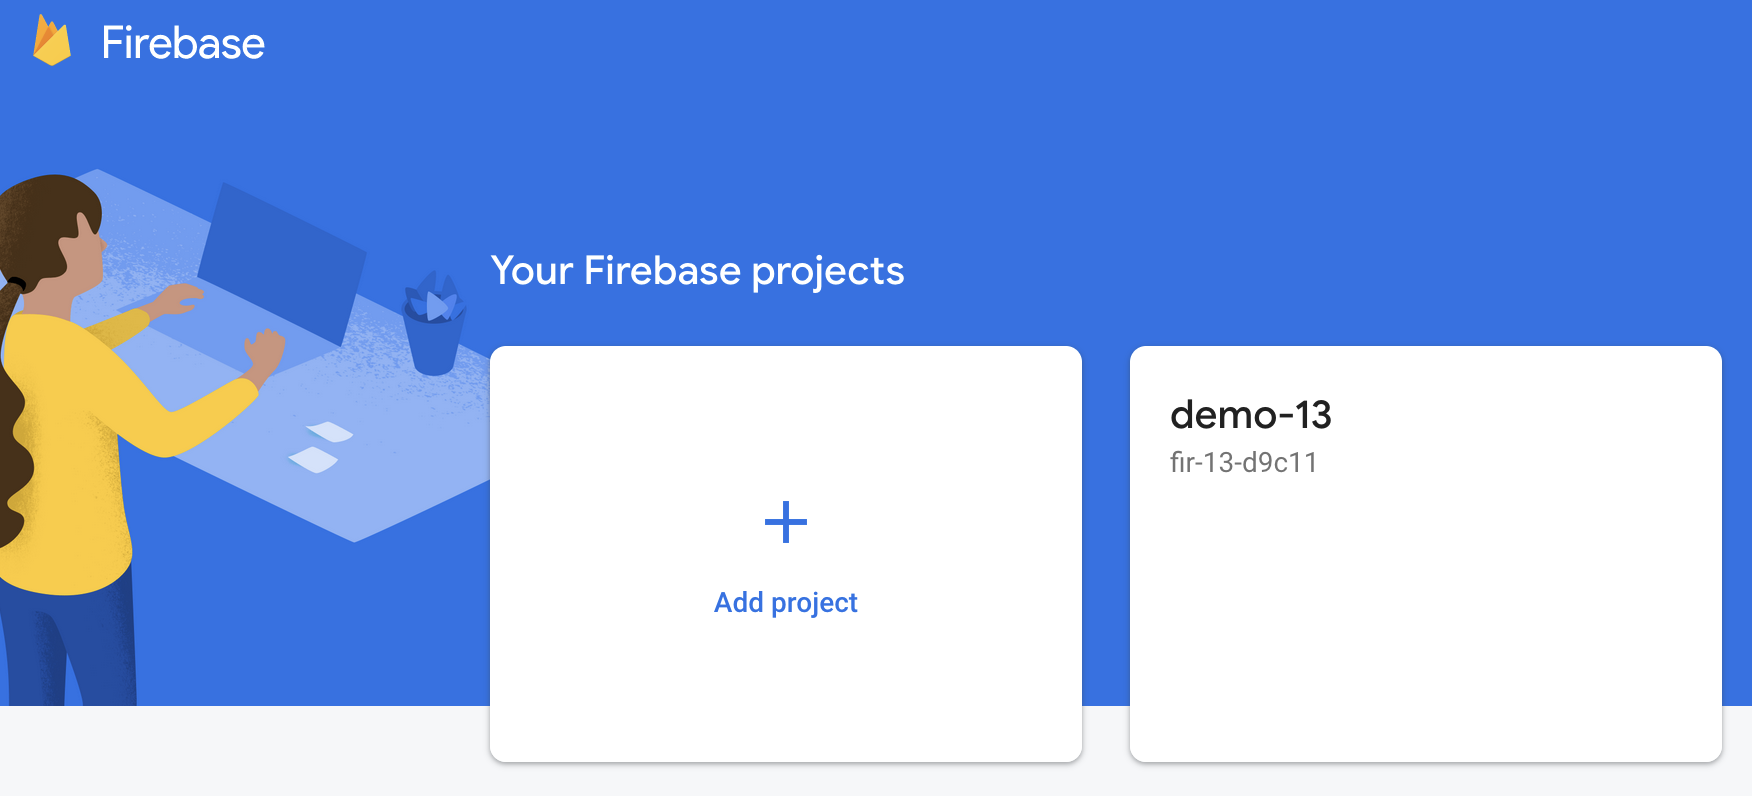 Firebase
Your Firebase projects
Add project
demo-13
fir-13-d9c11